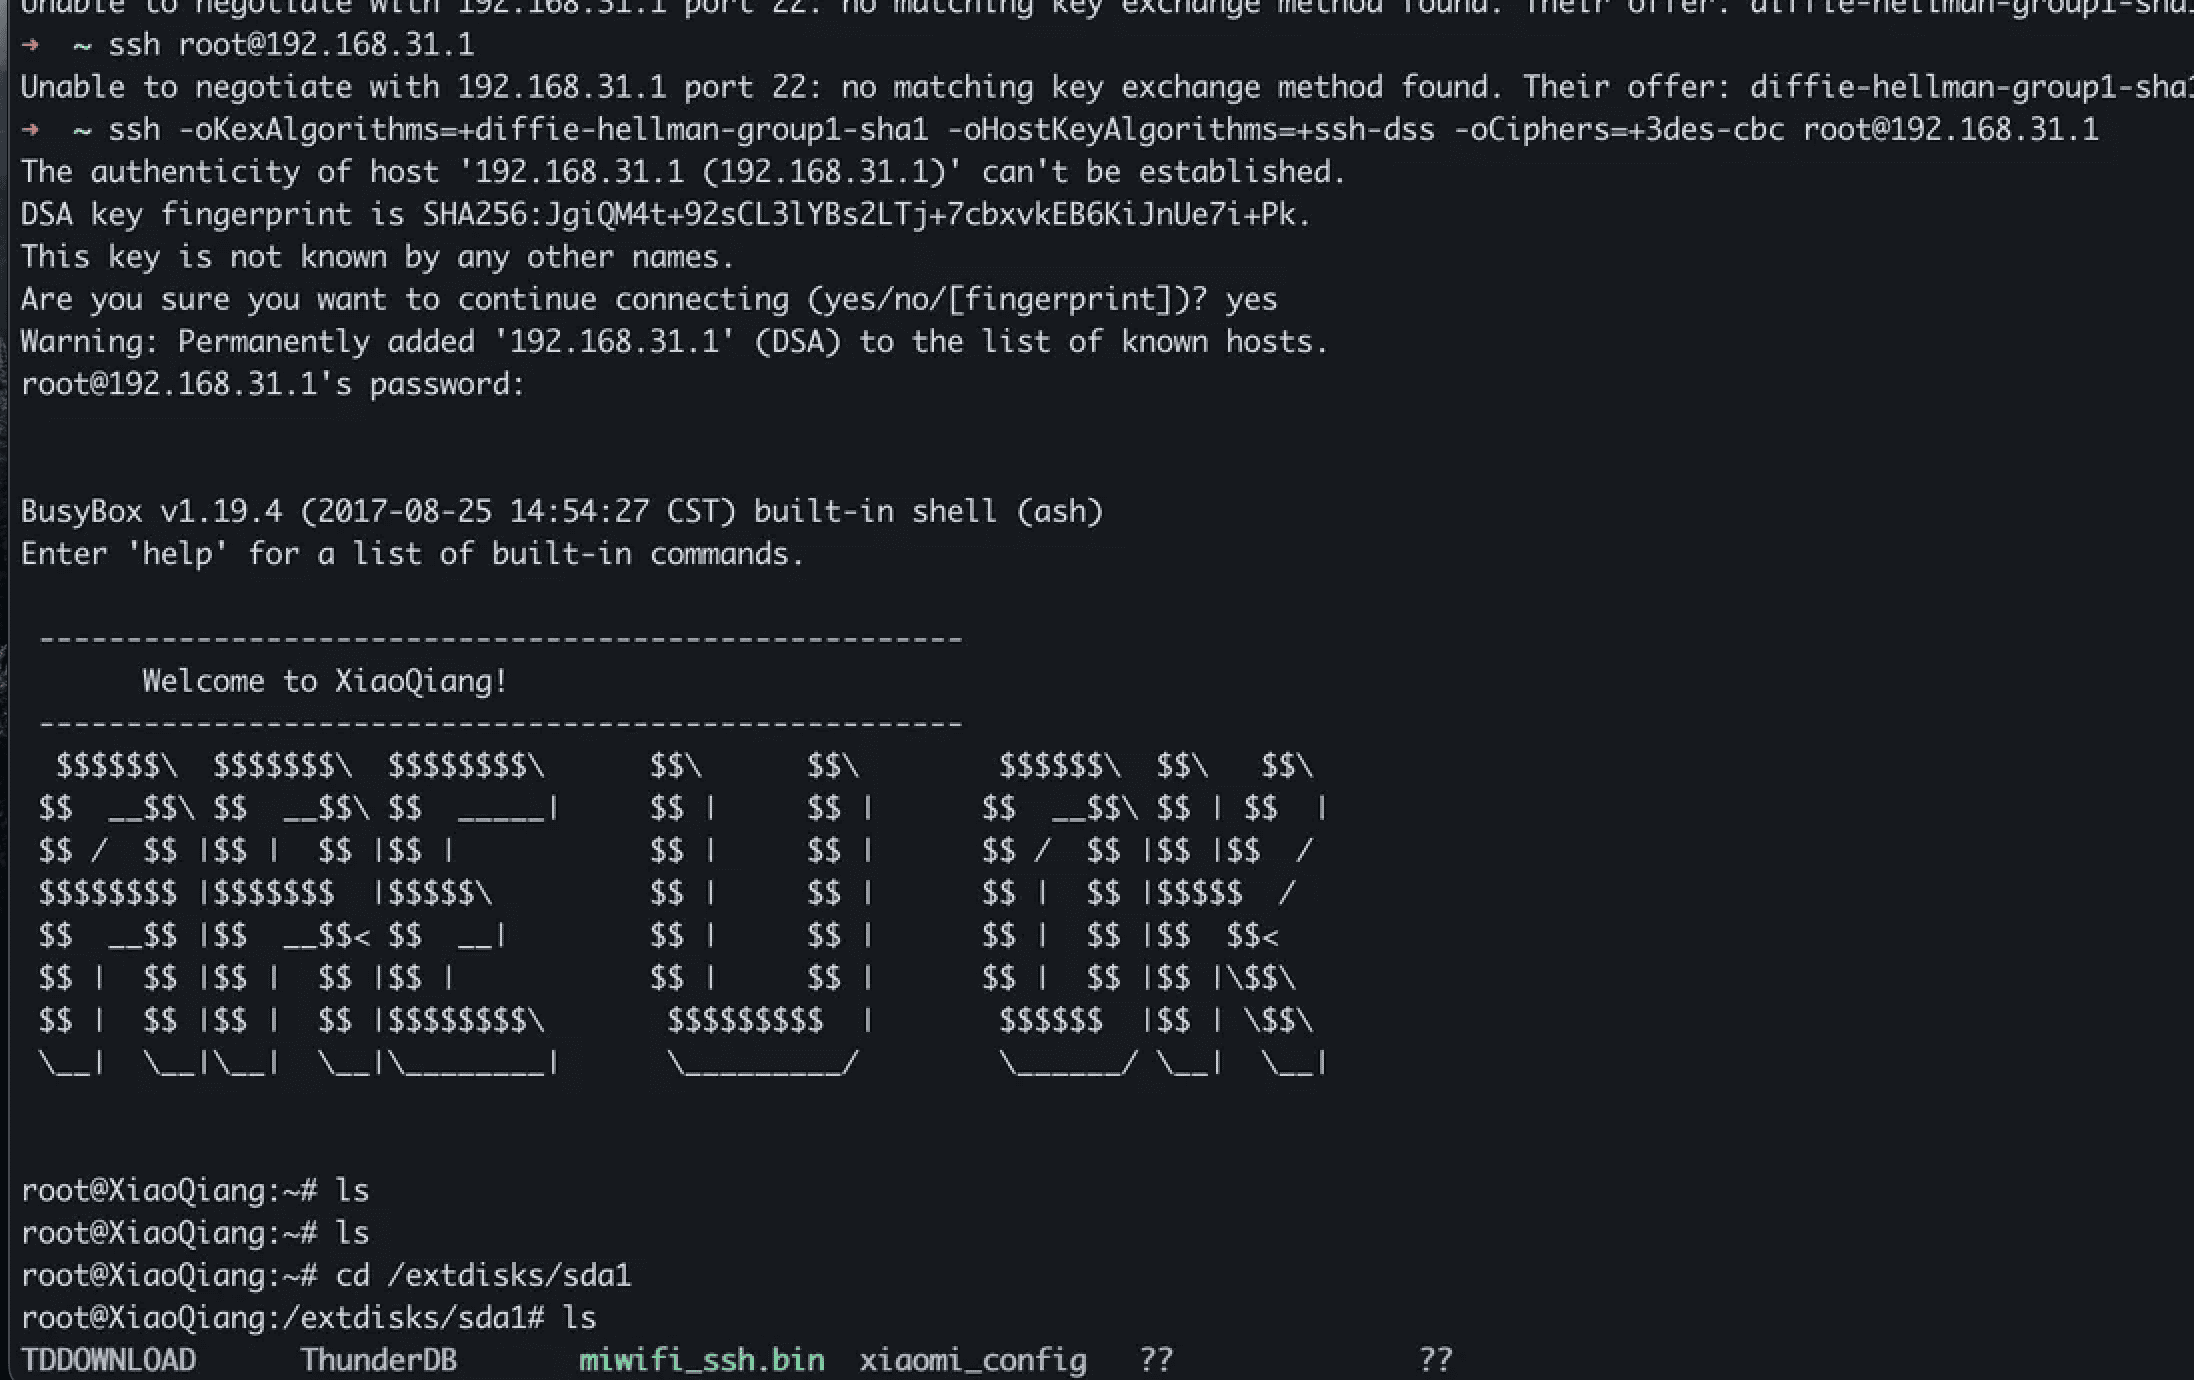 Unable to negotiate with 192.168.31.1 port 22: no matching key exchange method found. Their offer: diffie-hellman-group1-sha1
➜  ~ ssh root@192.168.31.1
Unable to negotiate with 192.168.31.1 port 22: no matching key exchange method found. Their offer: diffie-hellman-group1-sha1
➜  ~ ssh -oKexAlgorithms=+diffie-hellman-group1-sha1 -oHostKeyAlgorithms=+ssh-dss -oCiphers=+3des-cbc root@192.168.31.1
The authenticity of host '192.168.31.1 (192.168.31.1)' can't be established.
DSA key fingerprint is SHA256:JgiQM4t+92sCL3lYBs2LTj+7cbxvkEB6KiJnUe7i+Pk.
This key is not known by any other names.
Are you sure you want to continue connecting (yes/no/[fingerprint])? yes
Warning: Permanently added '192.168.31.1' (DSA) to the list of known hosts.
root@192.168.31.1's password:
BusyBox v1.19.4 (2017-08-25 14:54:27 CST) built-in shell (ash)
Enter 'help' for a list of built-in commands.
 -----------------------------------------------------
       Welcome to XiaoQiang!
 -----------------------------------------------------
  $$$$$$\  $$$$$$$\  $$$$$$$$\      $$\      $$\        $$$$$$\  $$\   $$\
 $$  __$$\ $$  __$$\ $$  _____|     $$ |     $$ |      $$  __$$\ $$ | $$  |
 $$ /  $$ |$$ |  $$ |$$ |           $$ |     $$ |      $$ /  $$ |$$ |$$  /
 $$$$$$$$ |$$$$$$$  |$$$$$\         $$ |     $$ |      $$ |  $$ |$$$$$  /
 $$  __$$ |$$  __$$< $$  __|        $$ |     $$ |      $$ |  $$ |$$  $$<
 $$ |  $$ |$$ |  $$ |$$ |           $$ |     $$ |      $$ |  $$ |$$ |\$$\
 $$ |  $$ |$$ |  $$ |$$$$$$$$\       $$$$$$$$$  |       $$$$$$  |$$ | \$$\
 \__|  \__|\__|  \__|\________|      \_________/        \______/ \__|  \__|
root@XiaoQiang:~# ls
root@XiaoQiang:~# ls
root@XiaoQiang:~# cd /extdisks/sda1
root@XiaoQiang:/extdisks/sda1# ls
TDDOWNLOAD      ThunderDB       miwifi_ssh.bin  xiaomi_config   ??              ??